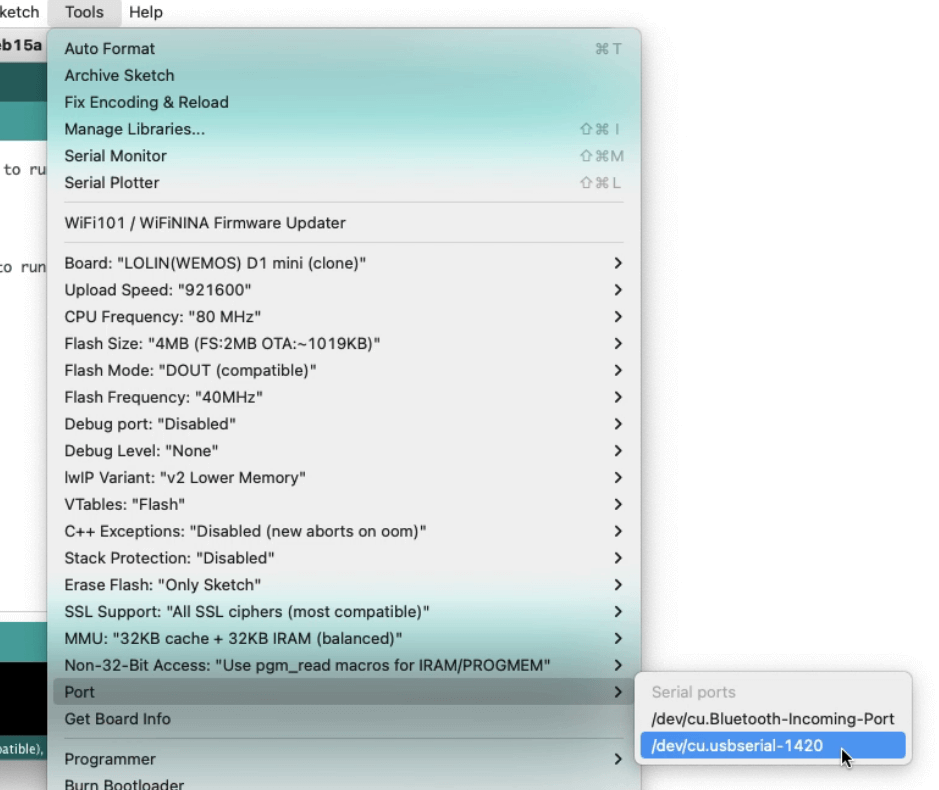 ketch Tools Help
eb15a
Auto Format ⌘T
Archive Sketch
Fix Encoding & Reload
Manage Libraries... ⇧⌘I
to ru
Serial Monitor ⇧⌘M
Serial Plotter ⇧⌘L
WiFi101 / WiFiNINA Firmware Updater
to run
Board: "LOLIN(WEMOS) D1 mini (clone)"
Upload Speed: "921600"
CPU Frequency: "80 MHz"
Flash Size: "4MB (FS:2MB OTA:~1019KB)"
Flash Mode: "DOUT (compatible)"
Flash Frequency: "40MHz"
Debug port: "Disabled"
Debug Level: "None"
lwIP Variant: "v2 Lower Memory"
VTables: "Flash"
C++ Exceptions: "Disabled (new aborts on oom)"
Stack Protection: "Disabled"
Erase Flash: "Only Sketch"
SSL Support: "All SSL ciphers (most compatible)"
MMU: "32KB cache + 32KB IRAM (balanced)"
Non-32-Bit Access: "Use pgm_read macros for IRAM/PROGMEM"
Port
Serial ports
/dev/cu.Bluetooth-Incoming-Port
/dev/cu.usbserial-1420
Get Board Info
patible),
Programmer
Burn Bootloader